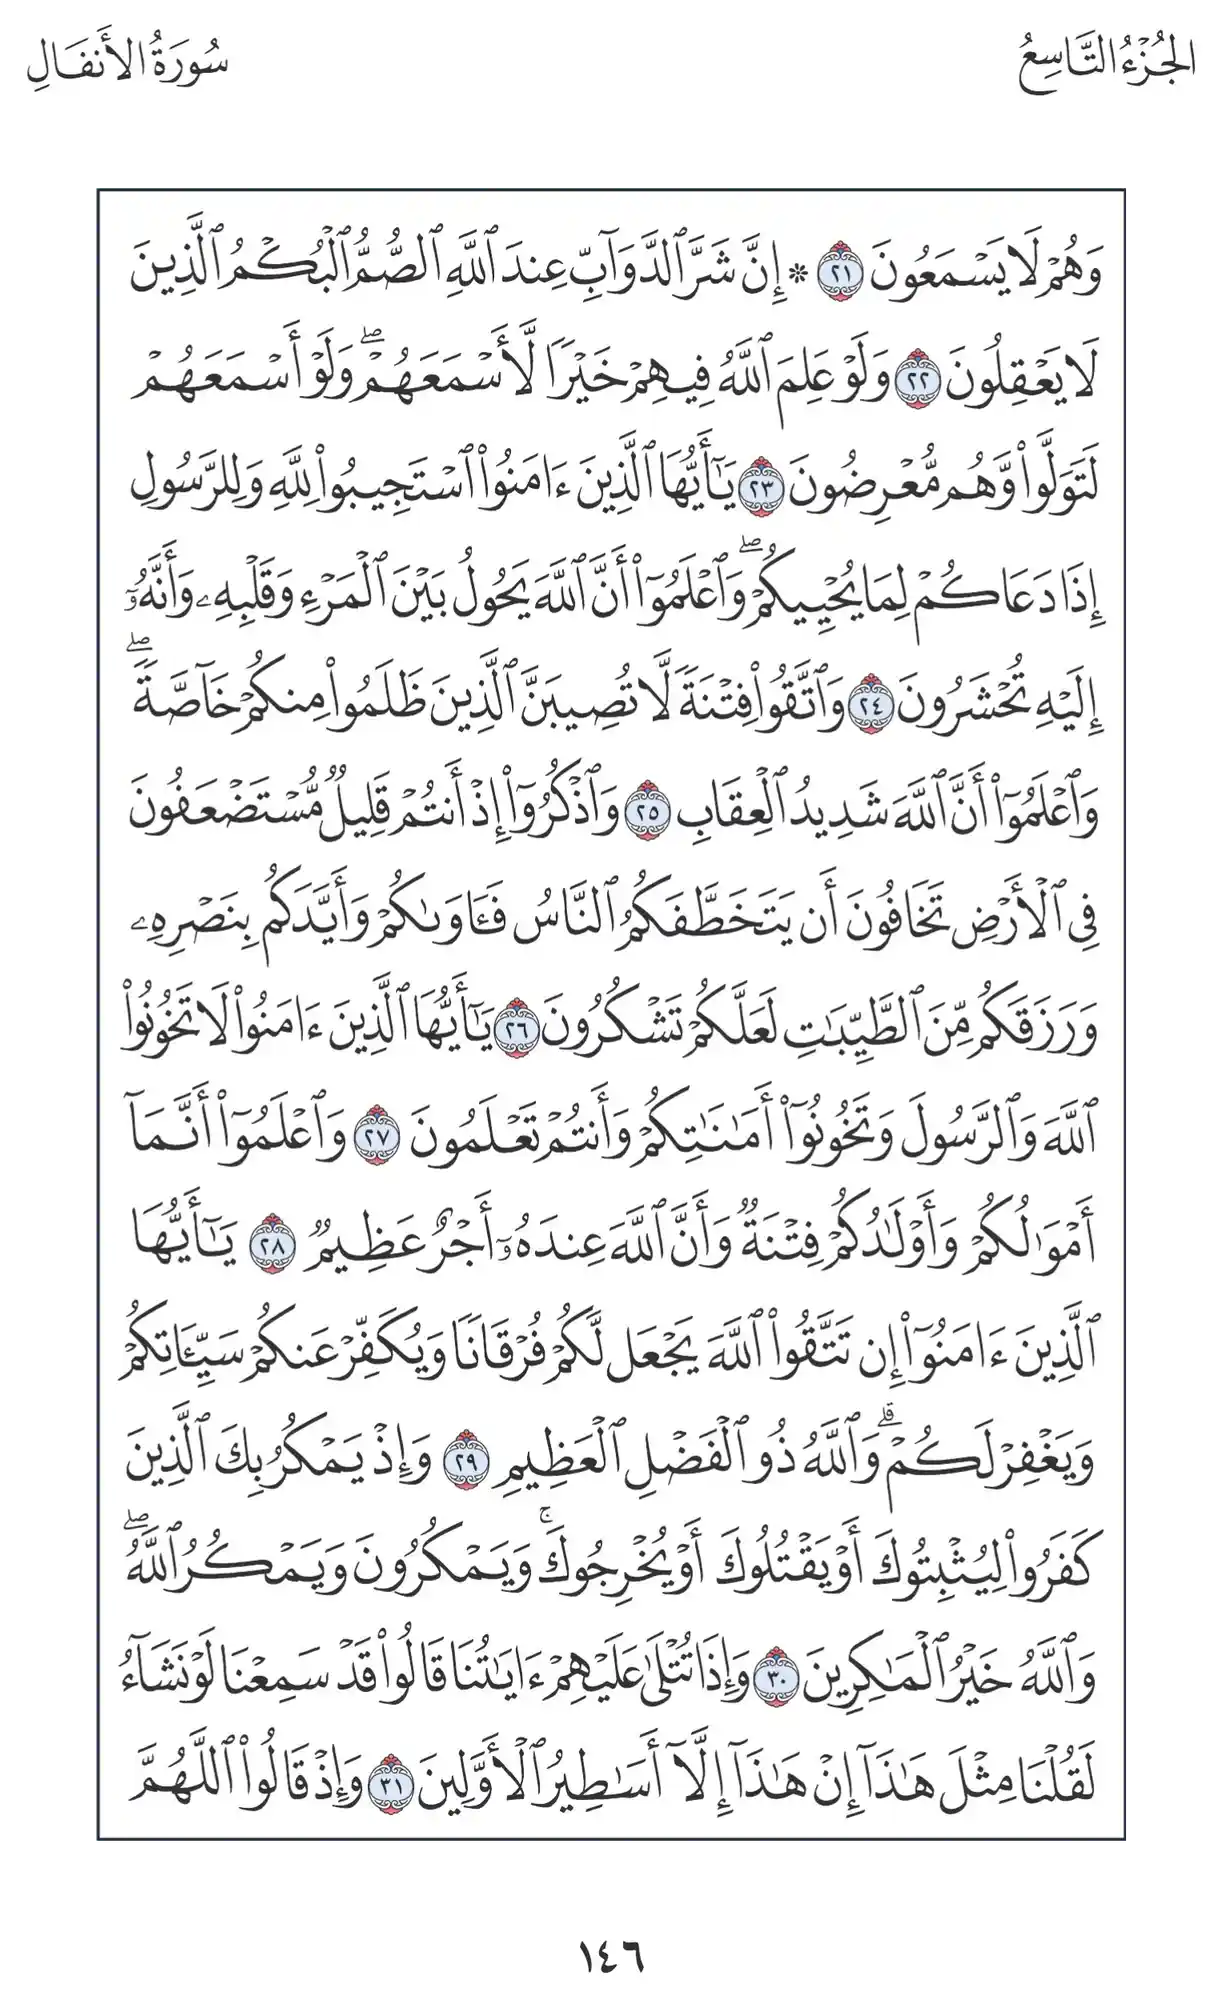 الجُزْءُ التَّاسِعُ
سُورَةُ الأَنفَالِ
وَهُمْ لَا يَسْمَعُونَ ٢١ ۞ إِنَّ شَرَّ ٱلدَّوَآبِّ عِندَ ٱللَّهِ ٱلصُّمُّ ٱلْبُكْمُ ٱلَّذِينَ
لَا يَعْقِلُونَ ٢٢ وَلَوْ عَلِمَ ٱللَّهُ فِيهِمْ خَيْرًا لَّأَسْمَعَهُمْۖ وَلَوْ أَسْمَعَهُمْ
لَتَوَلَّوا۟ وَّهُم مُّعْرِضُونَ ٢٣ يَـٰٓأَيُّهَا ٱلَّذِينَ ءَامَنُوا۟ ٱسْتَجِيبُوا۟ لِلَّهِ وَلِلرَّسُولِ
إِذَا دَعَاكُمْ لِمَا يُحْيِيكُمْۖ وَٱعْلَمُوٓا۟ أَنَّ ٱللَّهَ يَحُولُ بَيْنَ ٱلْمَرْءِ وَقَلْبِهِۦ وَأَنَّهُۥٓ
إِلَيْهِ تُحْشَرُونَ ٢٤ وَٱتَّقُوا۟ فِتْنَةً لَّا تُصِيبَنَّ ٱلَّذِينَ ظَلَمُوا۟ مِنكُمْ خَآصَّةًۖ
وَٱعْلَمُوٓا۟ أَنَّ ٱللَّهَ شَدِيدُ ٱلْعِقَابِ ٢٥ وَٱذْكُرُوٓا۟ إِذْ أَنتُمْ قَلِيلٌ مُّسْتَضْعَفُونَ
فِى ٱلْأَرْضِ تَخَافُونَ أَن يَتَخَطَّفَكُمُ ٱلنَّاسُ فَـَٔاوَىٰكُمْ وَأَيَّدَكُم بِنَصْرِهِۦ
وَرَزَقَكُم مِّنَ ٱلطَّيِّبَـٰتِ لَعَلَّكُمْ تَشْكُرُونَ ٢٦ يَـٰٓأَيُّهَا ٱلَّذِينَ ءَامَنُوا۟ لَا تَخُونُوا۟
ٱللَّهَ وَٱلرَّسُولَ وَتَخُونُوٓا۟ أَمَـٰنَـٰتِكُمْ وَأَنتُمْ تَعْلَمُونَ ٢٧ وَٱعْلَمُوٓا۟ أَنَّمَآ
أَمْوَٰلُكُمْ وَأَوْلَـٰدُكُمْ فِتْنَةٌ وَأَنَّ ٱللَّهَ عِندَهُۥٓ أَجْرٌ عَظِيمٌ ٢٨ يَـٰٓأَيُّهَا
ٱلَّذِينَ ءَامَنُوٓا۟ إِن تَتَّقُوا۟ ٱللَّهَ يَجْعَل لَّكُمْ فُرْقَانًا وَيُكَفِّرْ عَنكُمْ سَيِّـَٔاتِكُمْ
وَيَغْفِرْ لَكُمْۗ وَٱللَّهُ ذُو ٱلْفَضْلِ ٱلْعَظِيمِ ٢٩ وَإِذْ يَمْكُرُ بِكَ ٱلَّذِينَ
كَفَرُوا۟ لِيُثْبِتُوكَ أَوْ يَقْتُلُوكَ أَوْ يُخْرِجُوكَۚ وَيَمْكُرُونَ وَيَمْكُرُ ٱللَّهُۖ
وَٱللَّهُ خَيْرُ ٱلْمَـٰكِرِينَ ٣٠ وَإِذَا تُتْلَىٰ عَلَيْهِمْ ءَايَـٰتُنَا قَالُوا۟ قَدْ سَمِعْنَا لَوْ نَشَآءُ
لَقُلْنَا مِثْلَ هَـٰذَآ إِنْ هَـٰذَآ إِلَّآ أَسَـٰطِيرُ ٱلْأَوَّلِينَ ٣١ وَإِذْ قَالُوا۟ ٱللَّهُمَّ
١٤٦